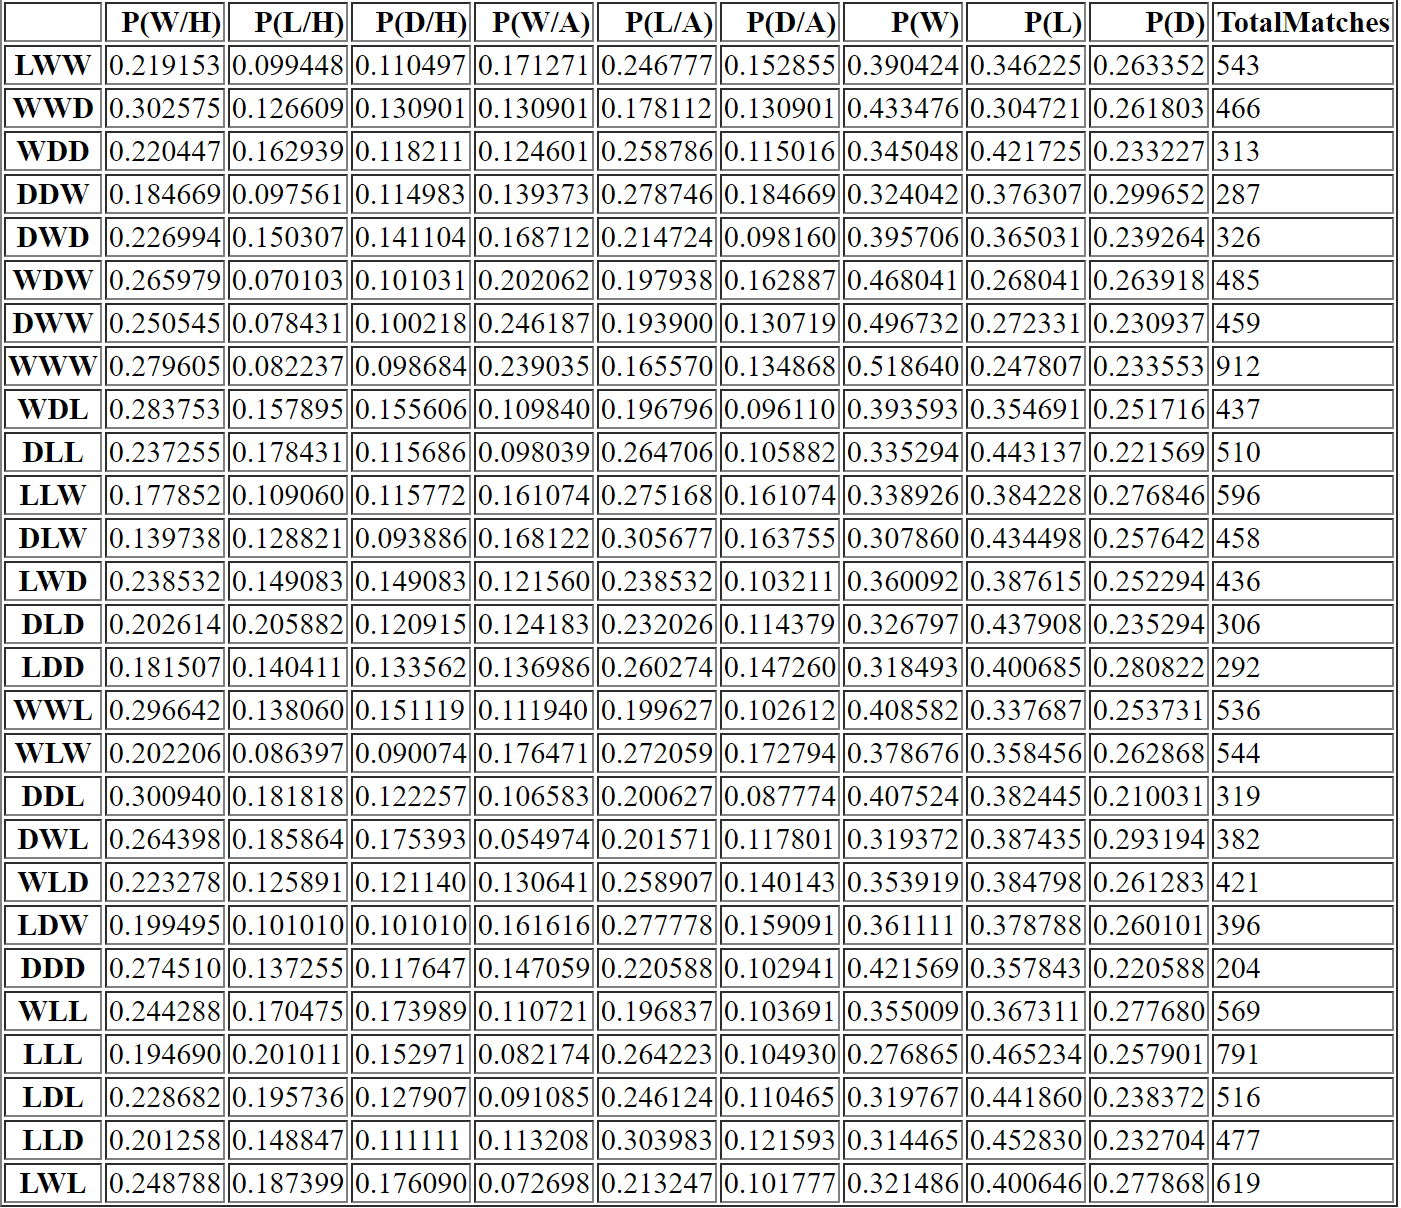 P(W/H) P(L/H) P(D/H) P(W/A) P(L/A) P(D/A) P(W) P(L) P(D) TotalMatches
LWW 0.219153 0.099448 0.110497 0.171271 0.246777 0.152855 0.390424 0.346225 0.263352 543
WWD 0.302575 0.126609 0.130901 0.130901 0.178112 0.130901 0.433476 0.304721 0.261803 466
WDD 0.220447 0.162939 0.118211 0.124601 0.258786 0.115016 0.345048 0.421725 0.233227 313
DDW 0.184669 0.097561 0.114983 0.139373 0.278746 0.184669 0.324042 0.376307 0.299652 287
DWD 0.226994 0.150307 0.141104 0.168712 0.214724 0.098160 0.395706 0.365031 0.239264 326
WDW 0.265979 0.070103 0.101031 0.202062 0.197938 0.162887 0.468041 0.268041 0.263918 485
DWW 0.250545 0.078431 0.100218 0.246187 0.193900 0.130719 0.496732 0.272331 0.230937 459
WWW 0.279605 0.082237 0.098684 0.239035 0.165570 0.134868 0.518640 0.247807 0.233553 912
WDL 0.283753 0.157895 0.155606 0.109840 0.196796 0.096110 0.393593 0.354691 0.251716 437
DLL 0.237255 0.178431 0.115686 0.098039 0.264706 0.105882 0.335294 0.443137 0.221569 510
LLW 0.177852 0.109060 0.115772 0.161074 0.275168 0.161074 0.338926 0.384228 0.276846 596
DLW 0.139738 0.128821 0.093886 0.168122 0.305677 0.163755 0.307860 0.434498 0.257642 458
LWD 0.238532 0.149083 0.149083 0.121560 0.238532 0.103211 0.360092 0.387615 0.252294 436
DLD 0.202614 0.205882 0.120915 0.124183 0.232026 0.114379 0.326797 0.437908 0.235294 306
LDD 0.181507 0.140411 0.133562 0.136986 0.260274 0.147260 0.318493 0.400685 0.280822 292
WWL 0.296642 0.138060 0.151119 0.111940 0.199627 0.102612 0.408582 0.337687 0.253731 536
WLW 0.202206 0.086397 0.090074 0.176471 0.272059 0.172794 0.378676 0.358456 0.262868 544
DDL 0.300940 0.181818 0.122257 0.106583 0.200627 0.087774 0.407524 0.382445 0.210031 319
DWL 0.264398 0.185864 0.175393 0.054974 0.201571 0.117801 0.319372 0.387435 0.293194 382
WLD 0.223278 0.125891 0.121140 0.130641 0.258907 0.140143 0.353919 0.384798 0.261283 421
LDW 0.199495 0.101010 0.101010 0.161616 0.277778 0.159091 0.361111 0.378788 0.260101 396
DDD 0.274510 0.137255 0.117647 0.147059 0.220588 0.102941 0.421569 0.357843 0.220588 204
WLL 0.244288 0.170475 0.173989 0.110721 0.196837 0.103691 0.355009 0.367311 0.277680 569
LLL 0.194690 0.201011 0.152971 0.082174 0.264223 0.104930 0.276865 0.465234 0.257901 791
LDL 0.228682 0.195736 0.127907 0.091085 0.246124 0.110465 0.319767 0.441860 0.238372 516
LLD 0.201258 0.148847 0.111111 0.113208 0.303983 0.121593 0.314465 0.452830 0.232704 477
LWL 0.248788 0.187399 0.176090 0.072698 0.213247 0.101777 0.321486 0.400646 0.277868 619